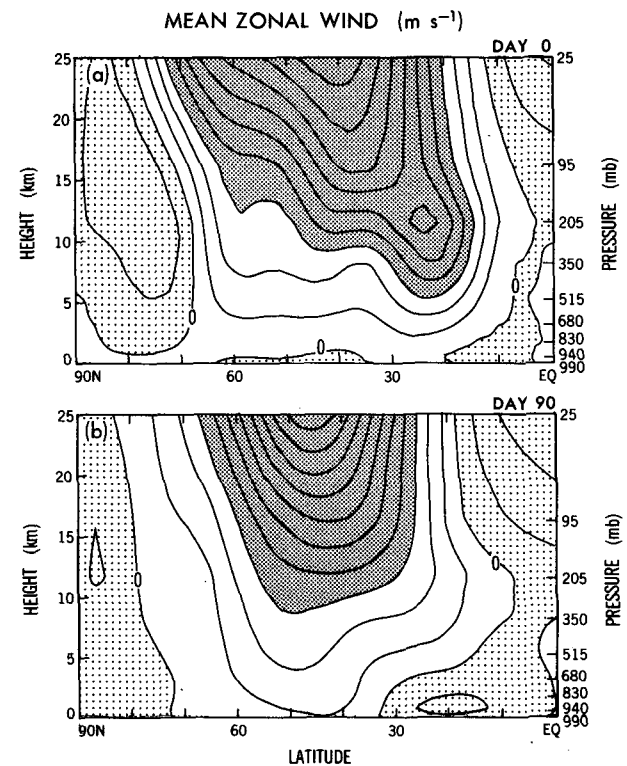 MEAN ZONAL WIND (m s⁻¹)
DAY 0
(a)
25
20
15
10
5
0
HEIGHT (km)
25
95
205
350
515
680
830
940
990
PRESSURE (mb)
0
0
0
90N
60
30
EQ
DAY 90
(b)
25
20
15
10
5
0
HEIGHT (km)
25
95
205
350
515
680
830
940
990
PRESSURE (mb)
0
0
90N
60
30
EQ
LATITUDE